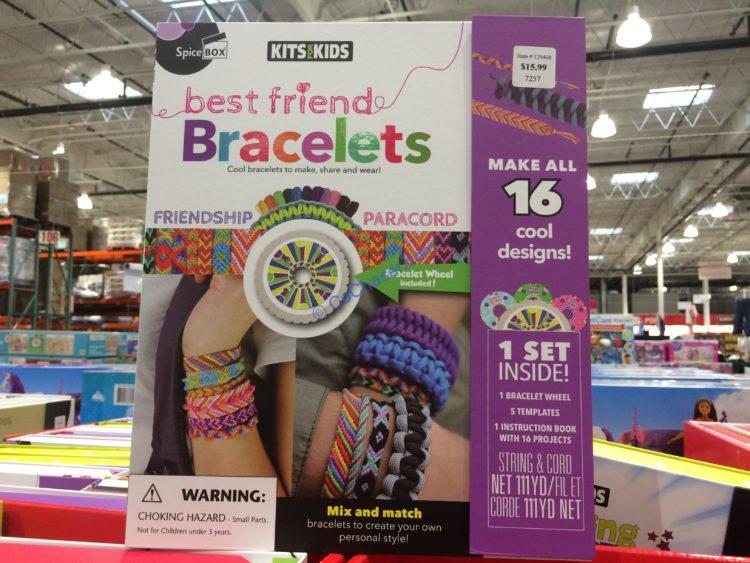 Spice BOX
KITS FOR KIDS
best friend
Bracelets
Cool bracelets to make, share and wear!
FRIENDSHIP
PARACORD
Bracelet Wheel
included!
Item # 129408
$15.99
7257
MAKE ALL
16
cool
designs!
1 SET
INSIDE!
1 BRACELET WHEEL
5 TEMPLATES
1 INSTRUCTION BOOK
WITH 16 PROJECTS
STRING & CORD
NET 111YD/FIL ET
CORDE 111YD NET
WARNING:
CHOKING HAZARD - Small Parts.
Not for Children under 3 years.
Mix and match
bracelets to create your own
personal style!
106
KIDS